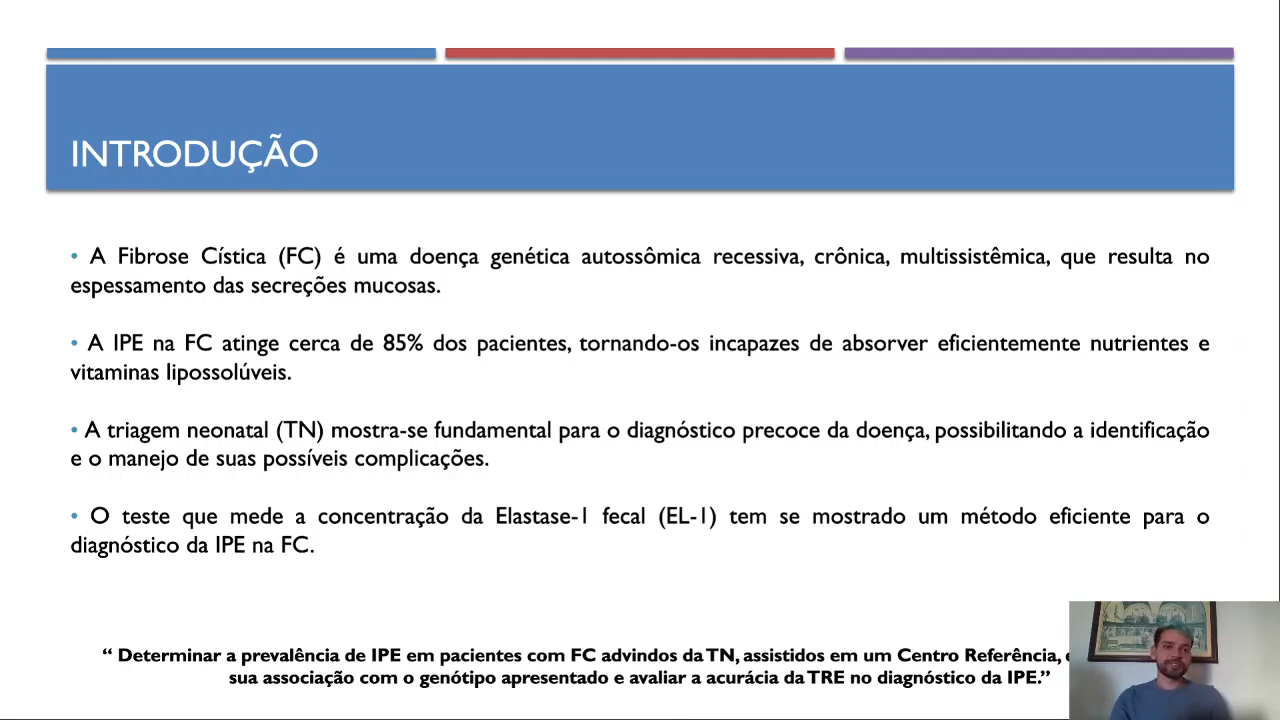 INTRODUÇÃO
• A Fibrose Cística (FC) é uma doença genética autossômica recessiva, crônica, multissistêmica, que resulta no
espessamento das secreções mucosas.
• A IPE na FC atinge cerca de 85% dos pacientes, tornando-os incapazes de absorver eficientemente nutrientes e
vitaminas lipossolúveis.
• A triagem neonatal (TN) mostra-se fundamental para o diagnóstico precoce da doença, possibilitando a identificação
e o manejo de suas possíveis complicações.
• O teste que mede a concentração da Elastase-1 fecal (EL-1) tem se mostrado um método eficiente para o
diagnóstico da IPE na FC.
“ Determinar a prevalência de IPE em pacientes com FC advindos da TN, assistidos em um Centro Referência,
sua associação com o genótipo apresentado e avaliar a acurácia da TRE no diagnóstico da IPE.”